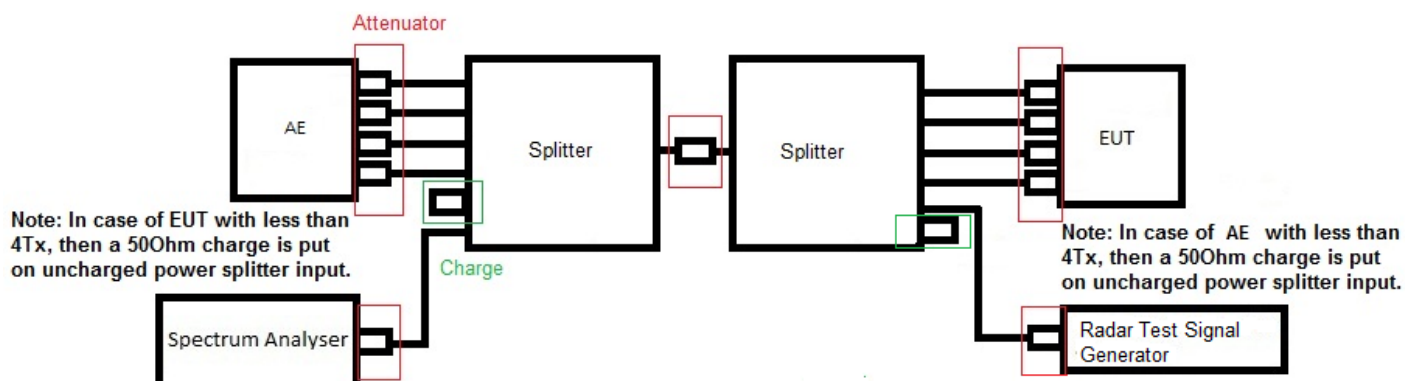 Attenuator
AE
Splitter
Splitter
EUT
Note: In case of EUT with less than
4Tx, then a 50Ohm charge is put
on uncharged power splitter input.
Charge
Note: In case of AE with less than
4Tx, then a 50Ohm charge is put
on uncharged power splitter input.
Spectrum Analyser
Radar Test Signal
Generator